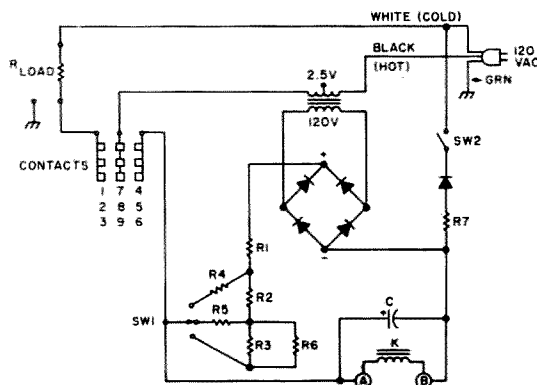 WHITE (COLD)
BLACK
(HOT)
120
VAC
GRN
R LOAD
2.5V
120V
SW2
CONTACTS
1 7 4
2 8 5
3 9 6
+
-
R1
R7
R4
R2
SW1
R5
R3
R6
+
C
K
A
B